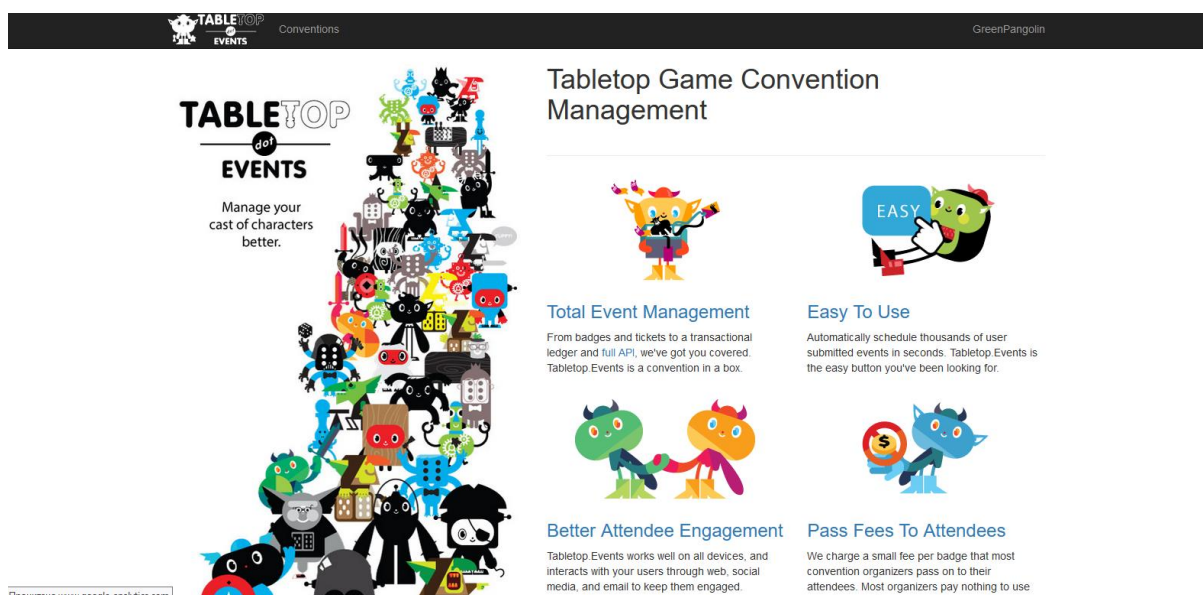 TABLETOP
dot
EVENTS
Conventions
GreenPangolin
TABLETOP
dot
EVENTS
Manage your
cast of characters
better.
Tabletop Game Convention
Management
EASY
Total Event Management
From badges and tickets to a transactional
ledger and full API, we've got you covered.
Tabletop.Events is a convention in a box.
Easy To Use
Automatically schedule thousands of user
submitted events in seconds. Tabletop.Events is
the easy button you've been looking for.
$
Better Attendee Engagement
Tabletop.Events works well on all devices, and
interacts with your users through web, social
media, and email to keep them engaged.
Pass Fees To Attendees
We charge a small fee per badge that most
convention organizers pass on to their
attendees. Most organizers pay nothing to use
www.google-analytics.com